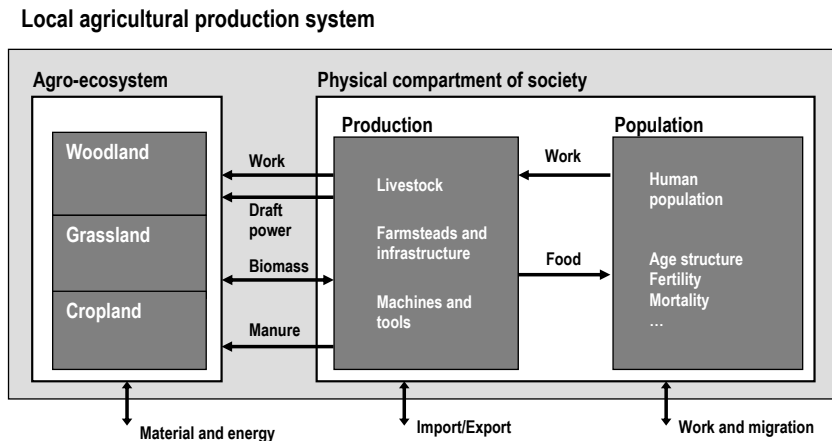 Local agricultural production system
Agro-ecosystem
Physical compartment of society
Woodland
Grassland
Cropland
Work
Draft
power
Biomass
Manure
Production
Livestock
Farmsteads and
infrastructure
Machines and
tools
Work
Food
Population
Human
population
Age structure
Fertility
Mortality
…
Material and energy
Import/Export
Work and migration